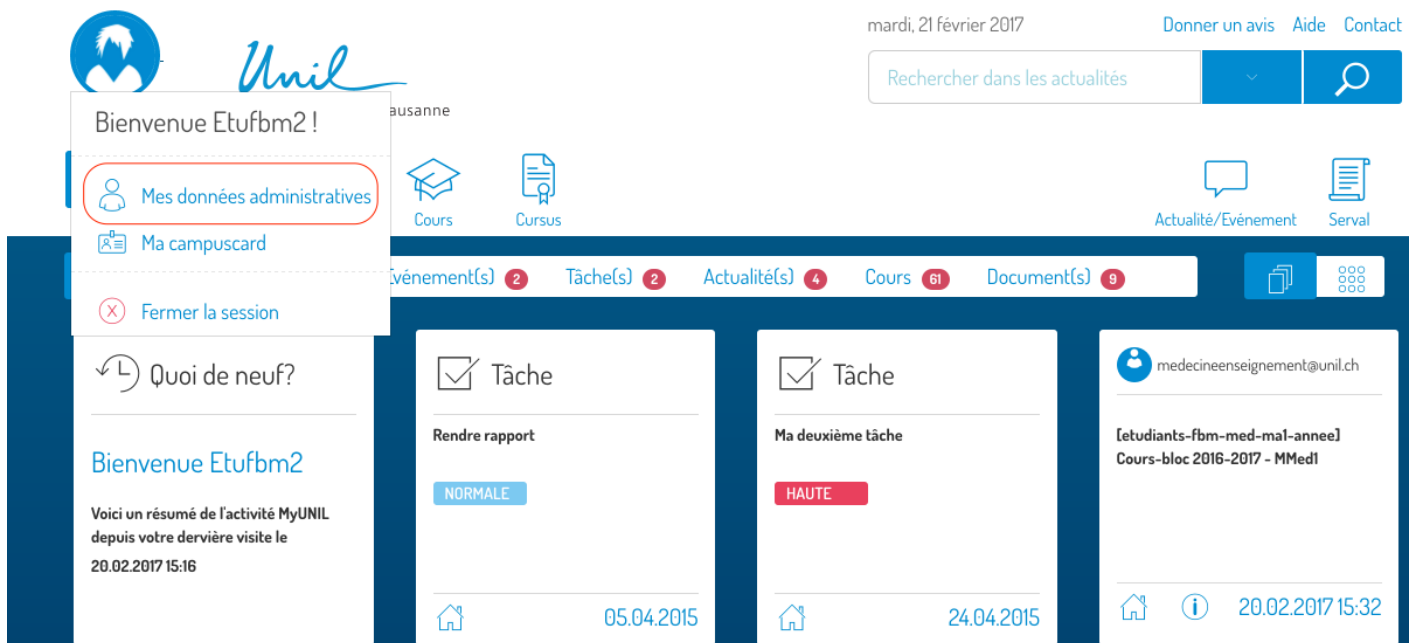 mardi, 21 février 2017
Donner un avis Aide Contact
Unil
Rechercher dans les actualités
ausanne
Bienvenue Etufbm2 !
Mes données administratives
Ma campuscard
Fermer la session
Cours
Cursus
Actualité/Evénement
Serval
Evénement(s) 2
Tâche(s) 2
Actualité(s) 4
Cours 61
Document(s) 9
Quoi de neuf?
Bienvenue Etufbm2
Voici un résumé de l'activité MyUNIL
depuis votre dervière visite le
20.02.2017 15:16
Tâche
Rendre rapport
NORMALE
05.04.2015
Tâche
Ma deuxième tâche
HAUTE
24.04.2015
medecineenseignement@unil.ch
[etudiants-fbm-med-ma1-annee]
Cours-bloc 2016-2017 - MMed1
20.02.2017 15:32